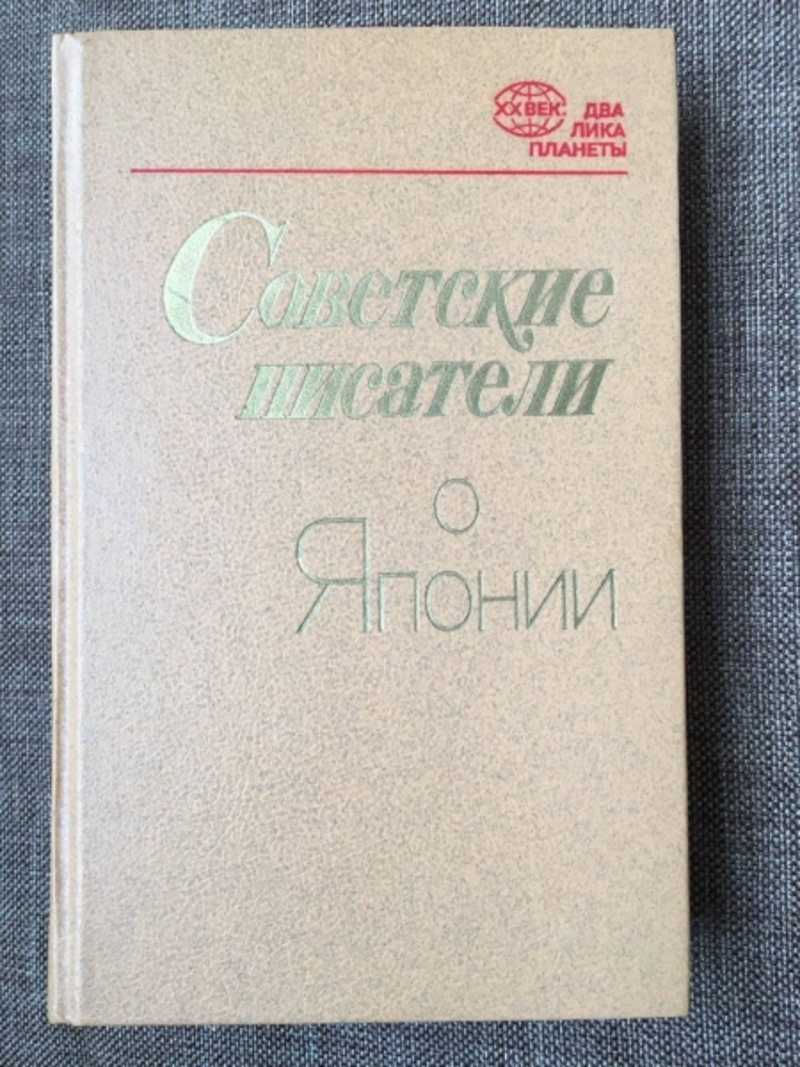 XX ВЕК: ДВА
ЛИКА
ПЛАНЕТЫ
Советские
писатели
о
Японии